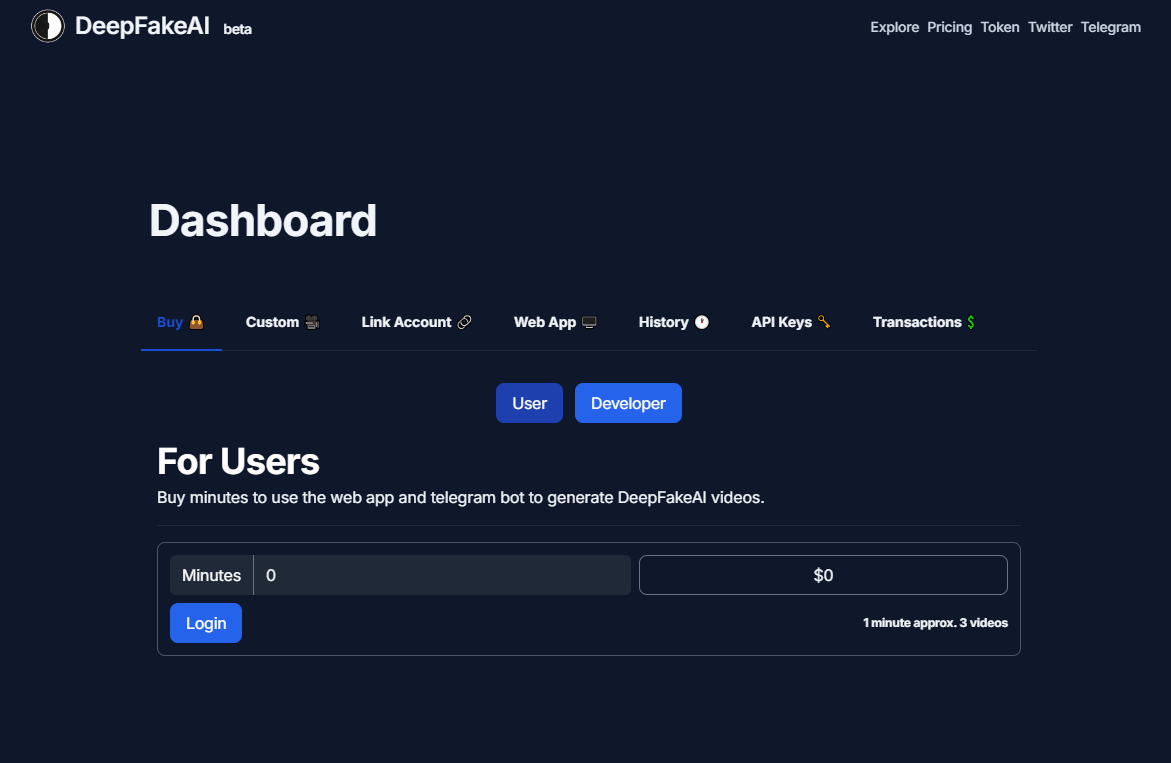 DeepFakeAI beta
Explore Pricing Token Twitter Telegram
Dashboard
Buy Custom Link Account Web App History API Keys Transactions
User Developer
For Users
Buy minutes to use the web app and telegram bot to generate DeepFakeAI videos.
Minutes 0 $0
Login 1 minute approx. 3 videos